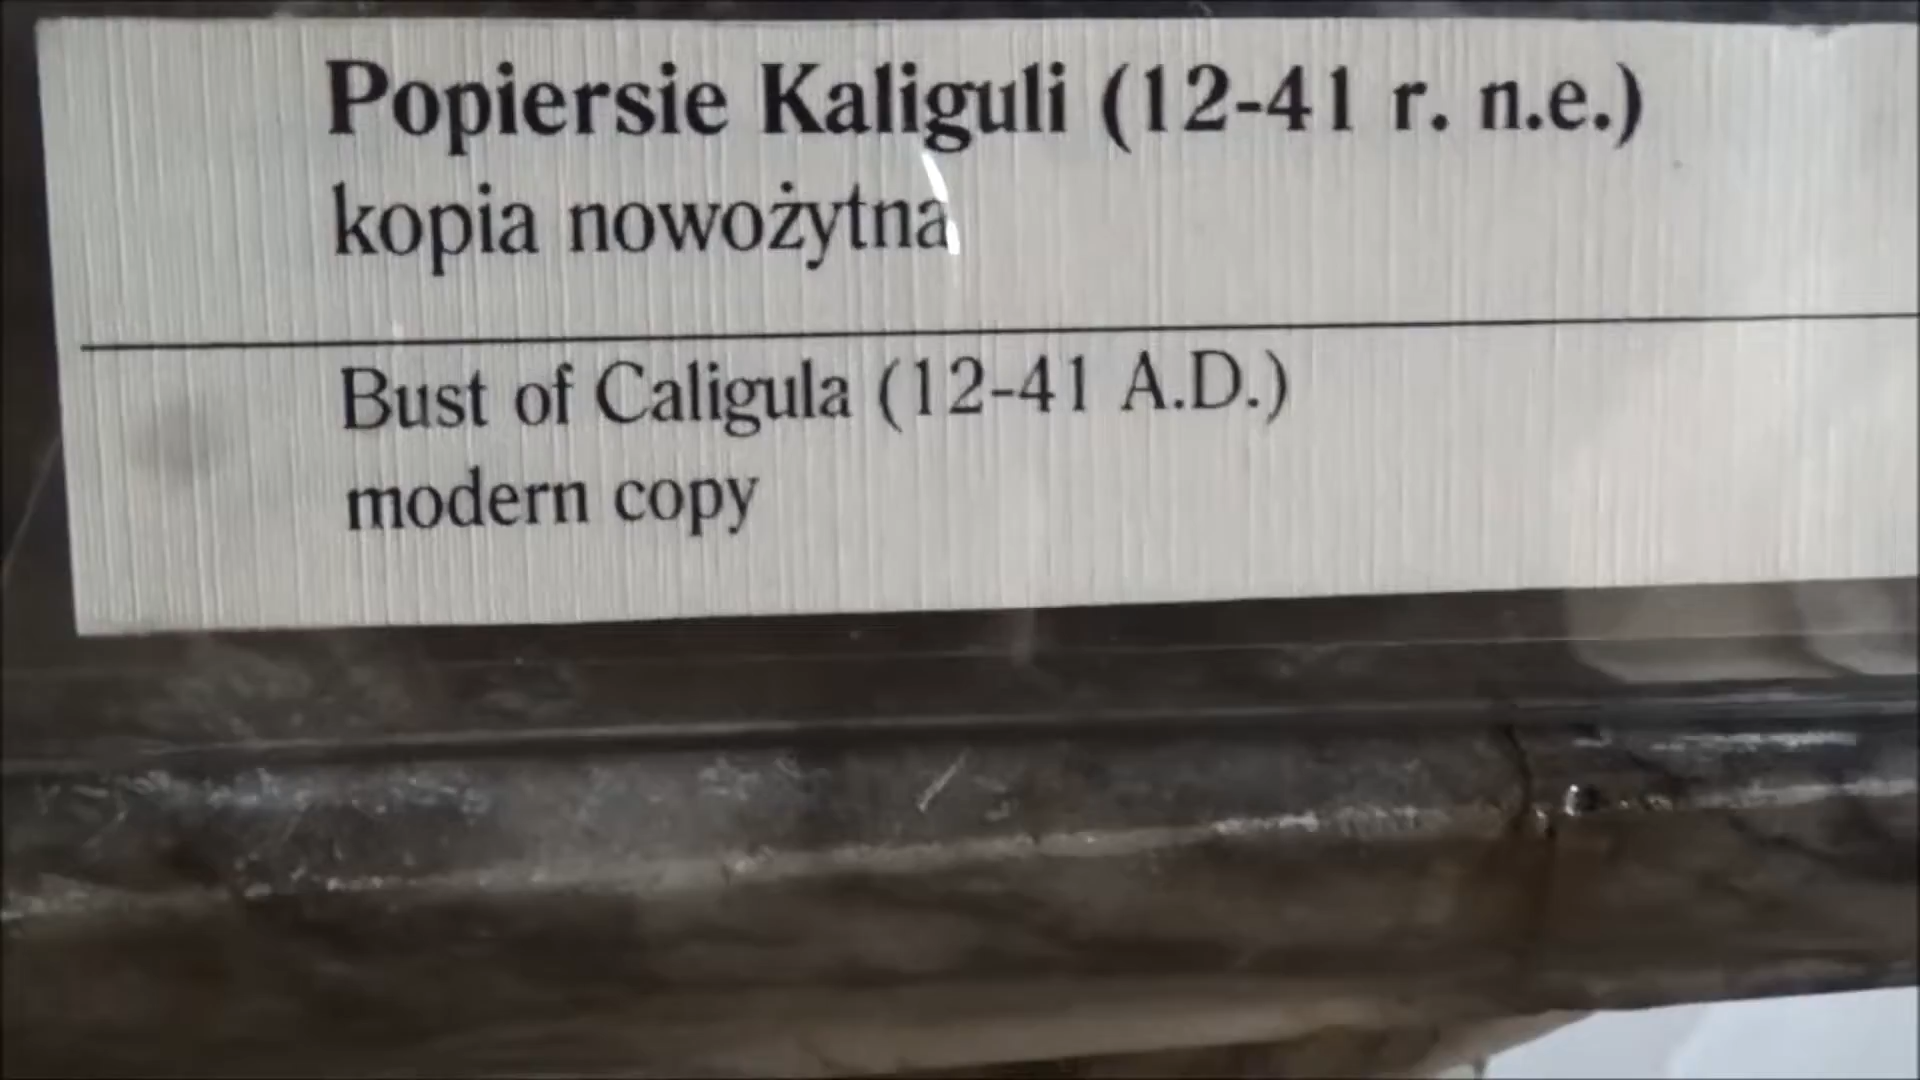 Popiersie Kaliguli (12-41 r. n.e.)
kopia nowożytna
Bust of Caligula (12-41 A.D.)
modern copy